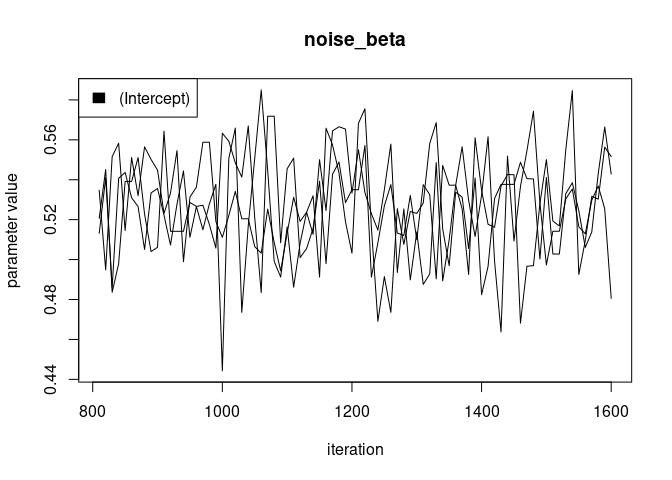 noise_beta
(Intercept)
parameter value
0.56
0.52
0.48
0.44
800 1000 1200 1400 1600
iteration